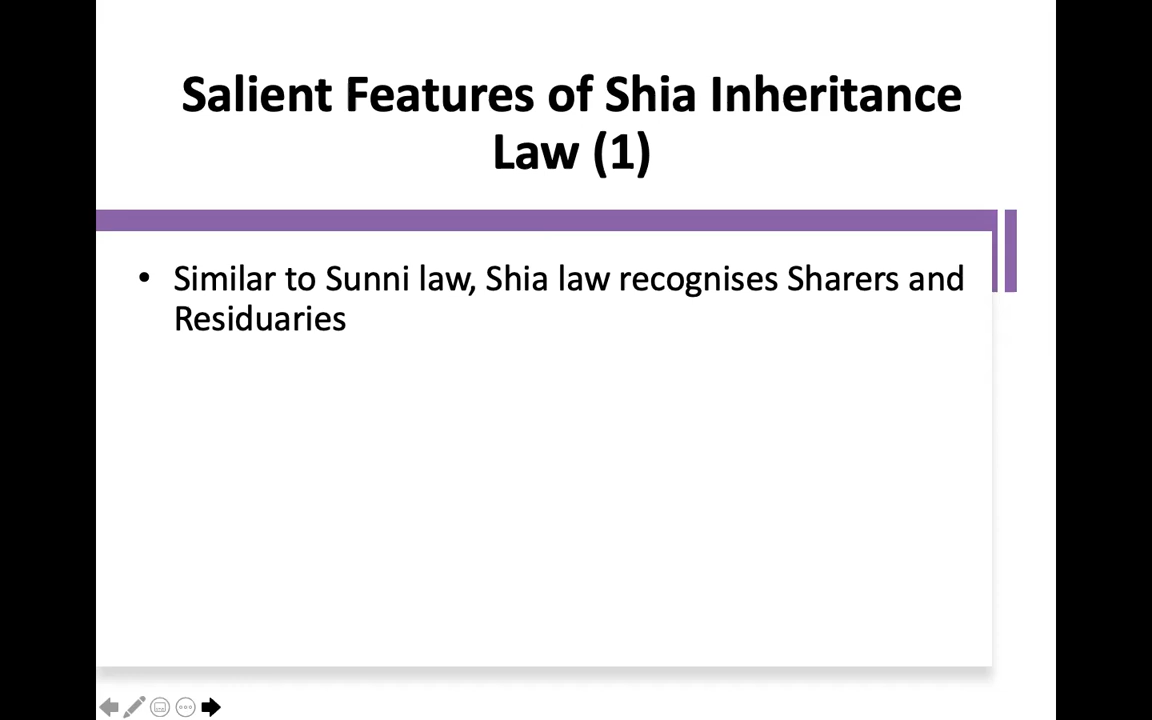 Salient Features of Shia Inheritance
Law (1)
• Similar to Sunni law, Shia law recognises Sharers and
Residuaries